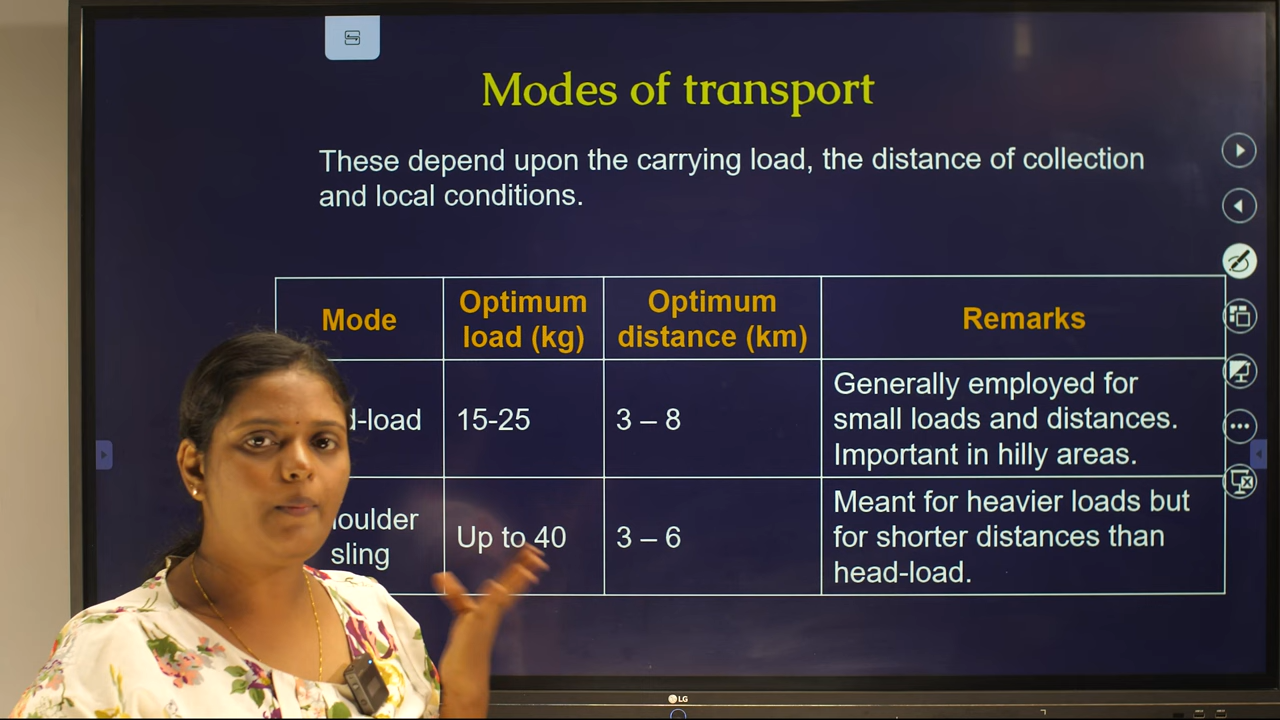 Modes of transport
These depend upon the carrying load, the distance of collection
and local conditions.
Mode
Optimum
load (kg)
Optimum
distance (km)
Remarks
d-load
15-25
3 – 8
Generally employed for
small loads and distances.
Important in hilly areas.
houlder
sling
Up to 40
3 – 6
Meant for heavier loads but
for shorter distances than
head-load.
LG